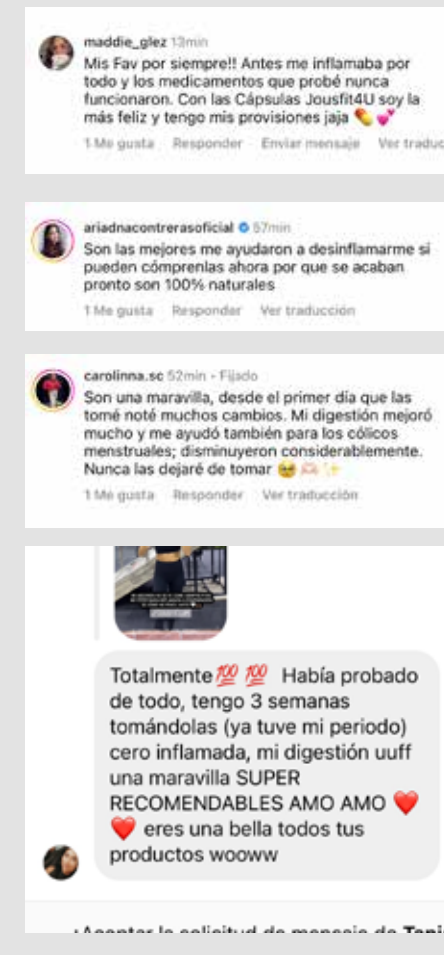 maddie_glez 13min
Mis Fav por siempre!! Antes me inflamaba por
todo y los medicamentos que probé nunca
funcionaron. Con las Cápsulas Jousfit4U soy la
más feliz y tengo mis provisiones jaja 💊 💕
1 Me gusta Responder Enviar mensaje Ver traduc
ariadnacontrerasoficial 57min
Son las mejores me ayudaron a desinflamarme si
pueden cómprenlas ahora por que se acaban
pronto son 100% naturales
1 Me gusta Responder Ver traducción
carolinna.sc 52min • Fijado
Son una maravilla, desde el primer día que las
tomé noté muchos cambios. Mi digestión mejoró
mucho y me ayudó también para los cólicos
menstruales; disminuyeron considerablemente.
Nunca las dejaré de tomar 🥹 🫶🏻 ✨
1 Me gusta Responder Ver traducción
Totalmente 💯 💯 Había probado
de todo, tengo 3 semanas
tomándolas (ya tuve mi periodo)
cero inflamada, mi digestión uuff
una maravilla SUPER
RECOMENDABLES AMO AMO ❤️
❤️ eres una bella todos tus
productos wooww
¿Aceptar la solicitud de mensaje de